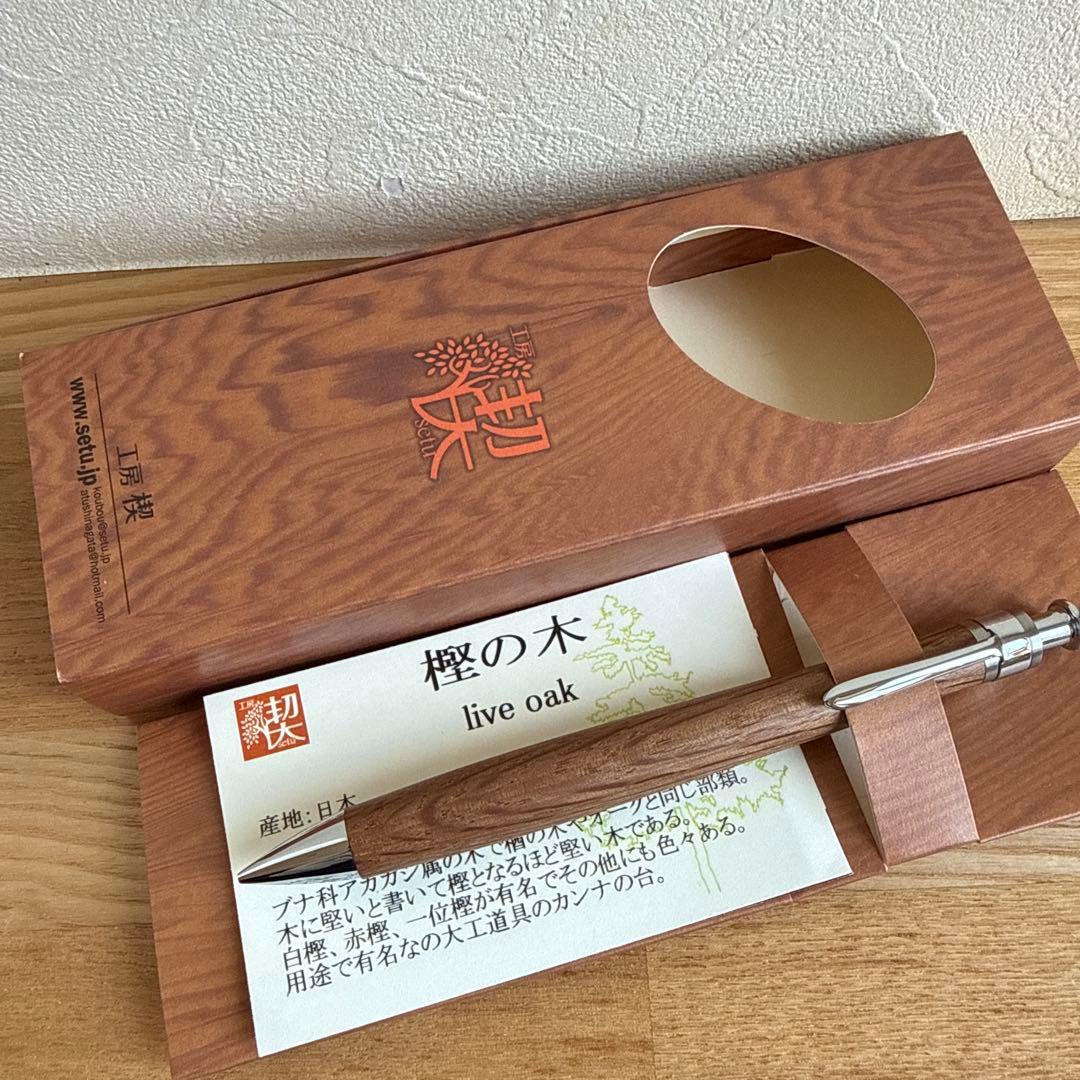 工房
楔
setu
工房 楔
www.setu.jp
koubou@setu.jp
atushinagata@hotmail.com
樫の木
live oak
工房
楔
setu
産地:日本
ブナ科アカガシ属の木で楢の木やオークと同じ部類。
木に堅いと書いて樫となるほど堅い木である。
白樫、赤樫、一位樫が有名でその他にも色々ある。
用途で有名なの大工道具のカンナの台。